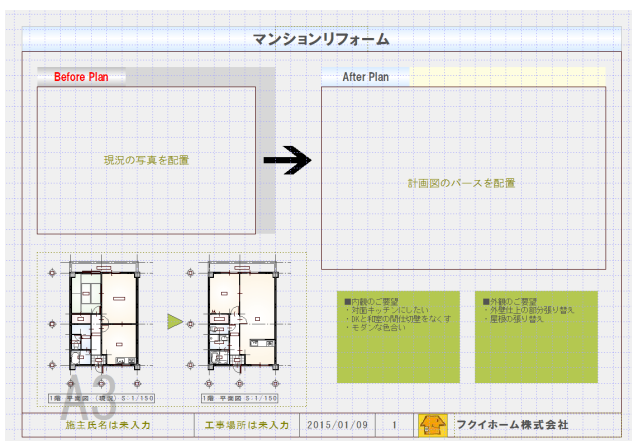 マンションリフォーム
Before Plan
After Plan
現況の写真を配置
計画図のパースを配置
■内観のご要望
・対面キッチンにしたい
・DKと和室の間仕切壁をなくす
・モダンな色合い
■外観のご要望
・外壁仕上の部分張り替え
・屋根の張り替え
1階 平面図 (現況) S:1/150
1階 平面図 S:1/150
A3
施主氏名は未入力
工事場所は未入力
2015/01/09
1
フクイホーム株式会社